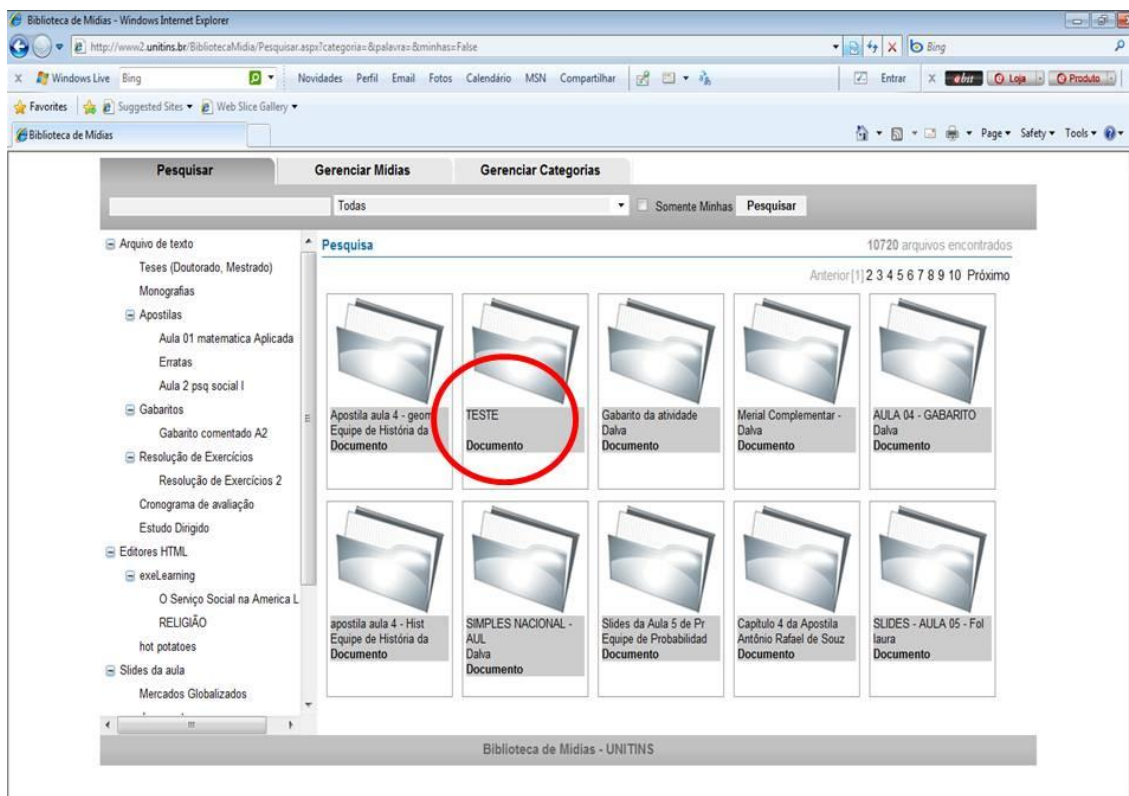 Biblioteca de Mídias - Windows Internet Explorer
http://www2.unitins.br/BibliotecaMidia/Pesquisar.aspx?categoria=&palavra=&minhas=False
Bing
X Windows Live Bing Novidades Perfil Email Fotos Calendário MSN Compartilhar Entrar X ebit Loja Produto
Favorites Suggested Sites Web Slice Gallery
Biblioteca de Mídias Page Safety Tools
Pesquisar Gerenciar Mídias Gerenciar Categorias
Todas Somente Minhas Pesquisar
Arquivo de texto
Teses (Doutorado, Mestrado)
Monografias
Apostilas
Aula 01 matematica Aplicada
Erratas
Aula 2 psq social I
Gabaritos
Gabarito comentado A2
Resolução de Exercícios
Resolução de Exercícios 2
Cronograma de avaliação
Estudo Dirigido
Editores HTML
exeLearning
O Serviço Social na America L
RELIGIÃO
hot potatoes
Slides da aula
Mercados Globalizados
Pesquisa 10720 arquivos encontrados
Anterior [1] 2 3 4 5 6 7 8 9 10 Próximo
Apostila aula 4 - geom
Equipe de História da
Documento
TESTE
Documento
Gabarito da atividade
Dalva
Documento
Merial Complementar -
Dalva
Documento
AULA 04 - GABARITO
Dalva
Documento
apostila aula 4 - Hist
Equipe de História da
Documento
SIMPLES NACIONAL -
AUL
Dalva
Documento
Slides da Aula 5 de Pr
Equipe de Probabilidad
Documento
Capítulo 4 da Apostila
Antônio Rafael de Souz
Documento
SLIDES - AULA 05 - Fol
laura
Documento
Biblioteca de Mídias - UNITINS